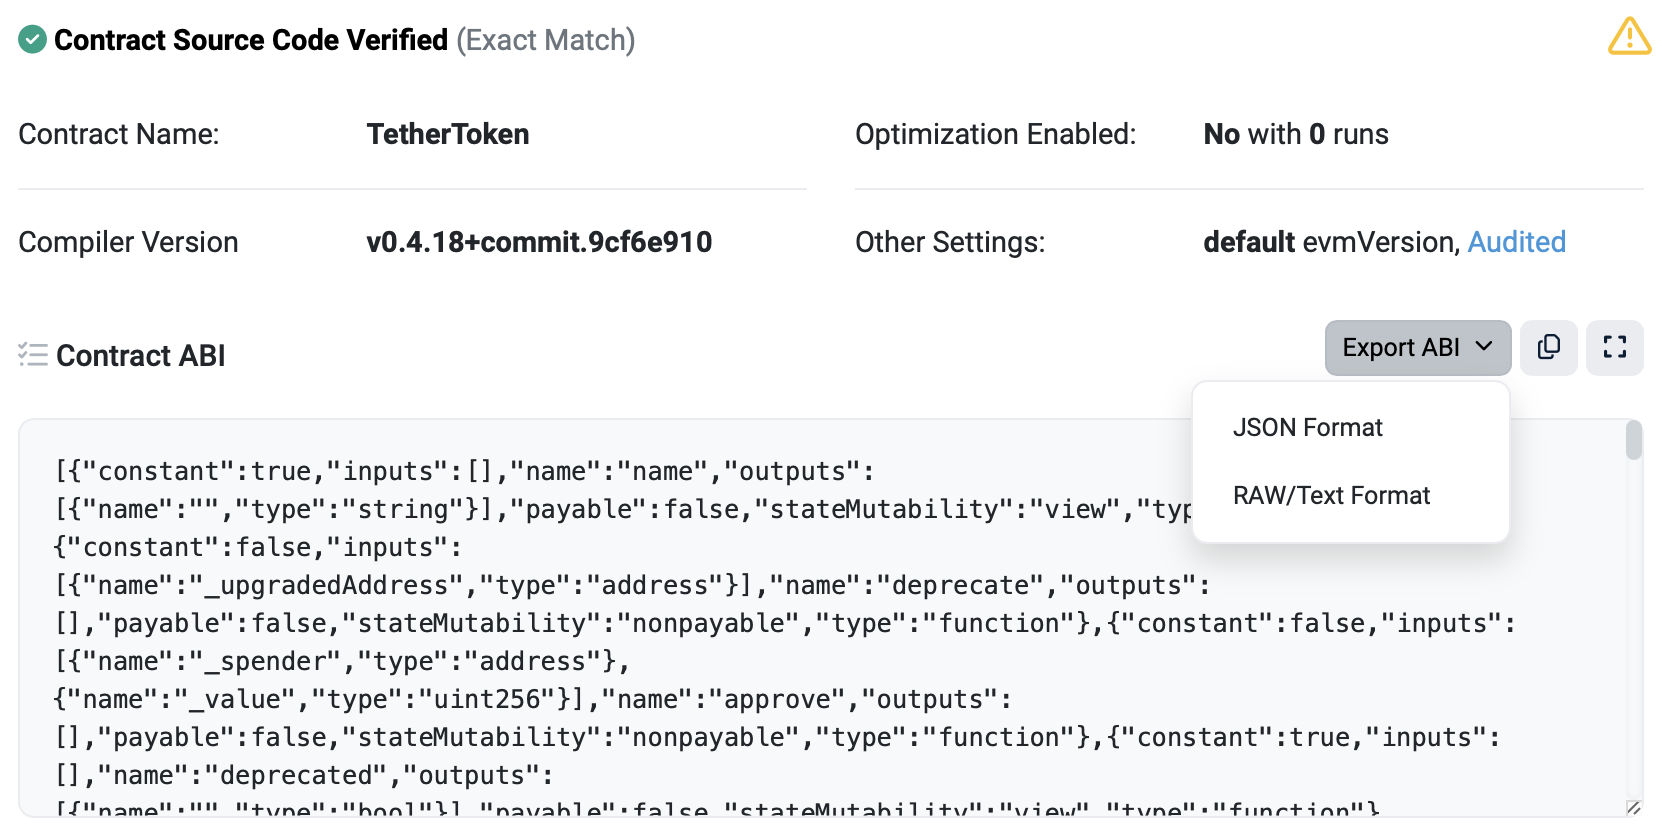 Contract Source Code Verified (Exact Match)
Contract Name: TetherToken Optimization Enabled: No with 0 runs
Compiler Version v0.4.18+commit.9cf6e910 Other Settings: default evmVersion, Audited
Contract ABI Export ABI
JSON Format
RAW/Text Format
[{"constant":true,"inputs":[],"name":"name","outputs":
[{"name":"","type":"string"}],"payable":false,"stateMutability":"view","typ
{"constant":false,"inputs":
[{"name":"_upgradedAddress","type":"address"}],"name":"deprecate","outputs":
[],"payable":false,"stateMutability":"nonpayable","type":"function"},{"constant":false,"inputs":
[{"name":"_spender","type":"address"},
{"name":"_value","type":"uint256"}],"name":"approve","outputs":
[],"payable":false,"stateMutability":"nonpayable","type":"function"},{"constant":true,"inputs":
[],"name":"deprecated","outputs":
[{"name":"","type":"bool"}],"payable":false,"stateMutability":"view","type":"function"},